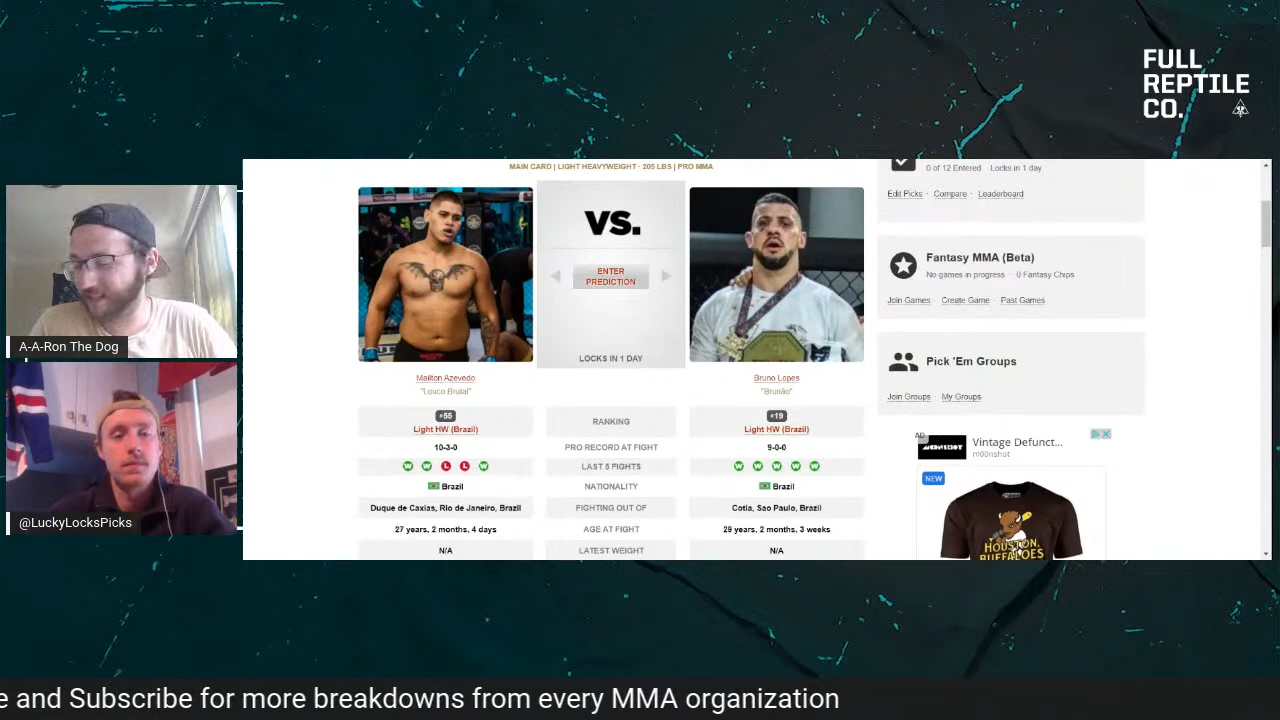 FULL
REPTILE
CO.
MAIN CARD | LIGHT HEAVYWEIGHT · 205 LBS | PRO MMA
VS.
ENTER
PREDICTION
LOCKS IN 1 DAY
Mailton Azevedo
"Louco Brutal"
Bruno Lopes
"Brunão"
#55
Light HW (Brazil)
RANKING
#19
Light HW (Brazil)
10-3-0
PRO RECORD AT FIGHT
9-0-0
W W L L W
LAST 5 FIGHTS
W W W W W
Brazil
NATIONALITY
Brazil
Duque de Caxias, Rio de Janeiro, Brazil
FIGHTING OUT OF
Cotia, Sao Paulo, Brazil
27 years, 2 months, 4 days
AGE AT FIGHT
29 years, 2 months, 3 weeks
N/A
LATEST WEIGHT
N/A
0 of 12 Entered · Locks in 1 day
Edit Picks · Compare · Leaderboard
Fantasy MMA (Beta)
No games in progress · 0 Fantasy Chips
Join Games · Create Game · Past Games
Pick 'Em Groups
Join Groups · My Groups
AD
Vintage Defunct...
m00nshot
NEW
HOUSTON
BUFFALOES
A-A-Ron The Dog
@LuckyLocksPicks
e and Subscribe for more breakdowns from every MMA organization